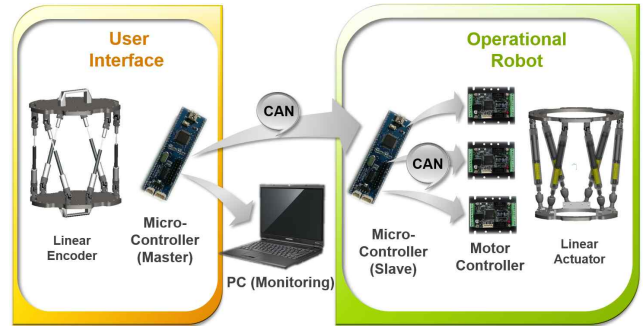 User
Interface
Operational
Robot
CAN
CAN
Linear
Encoder
Micro-
Controller
(Master)
PC (Monitoring)
Micro-
Controller
(Slave)
Motor
Controller
Linear
Actuator